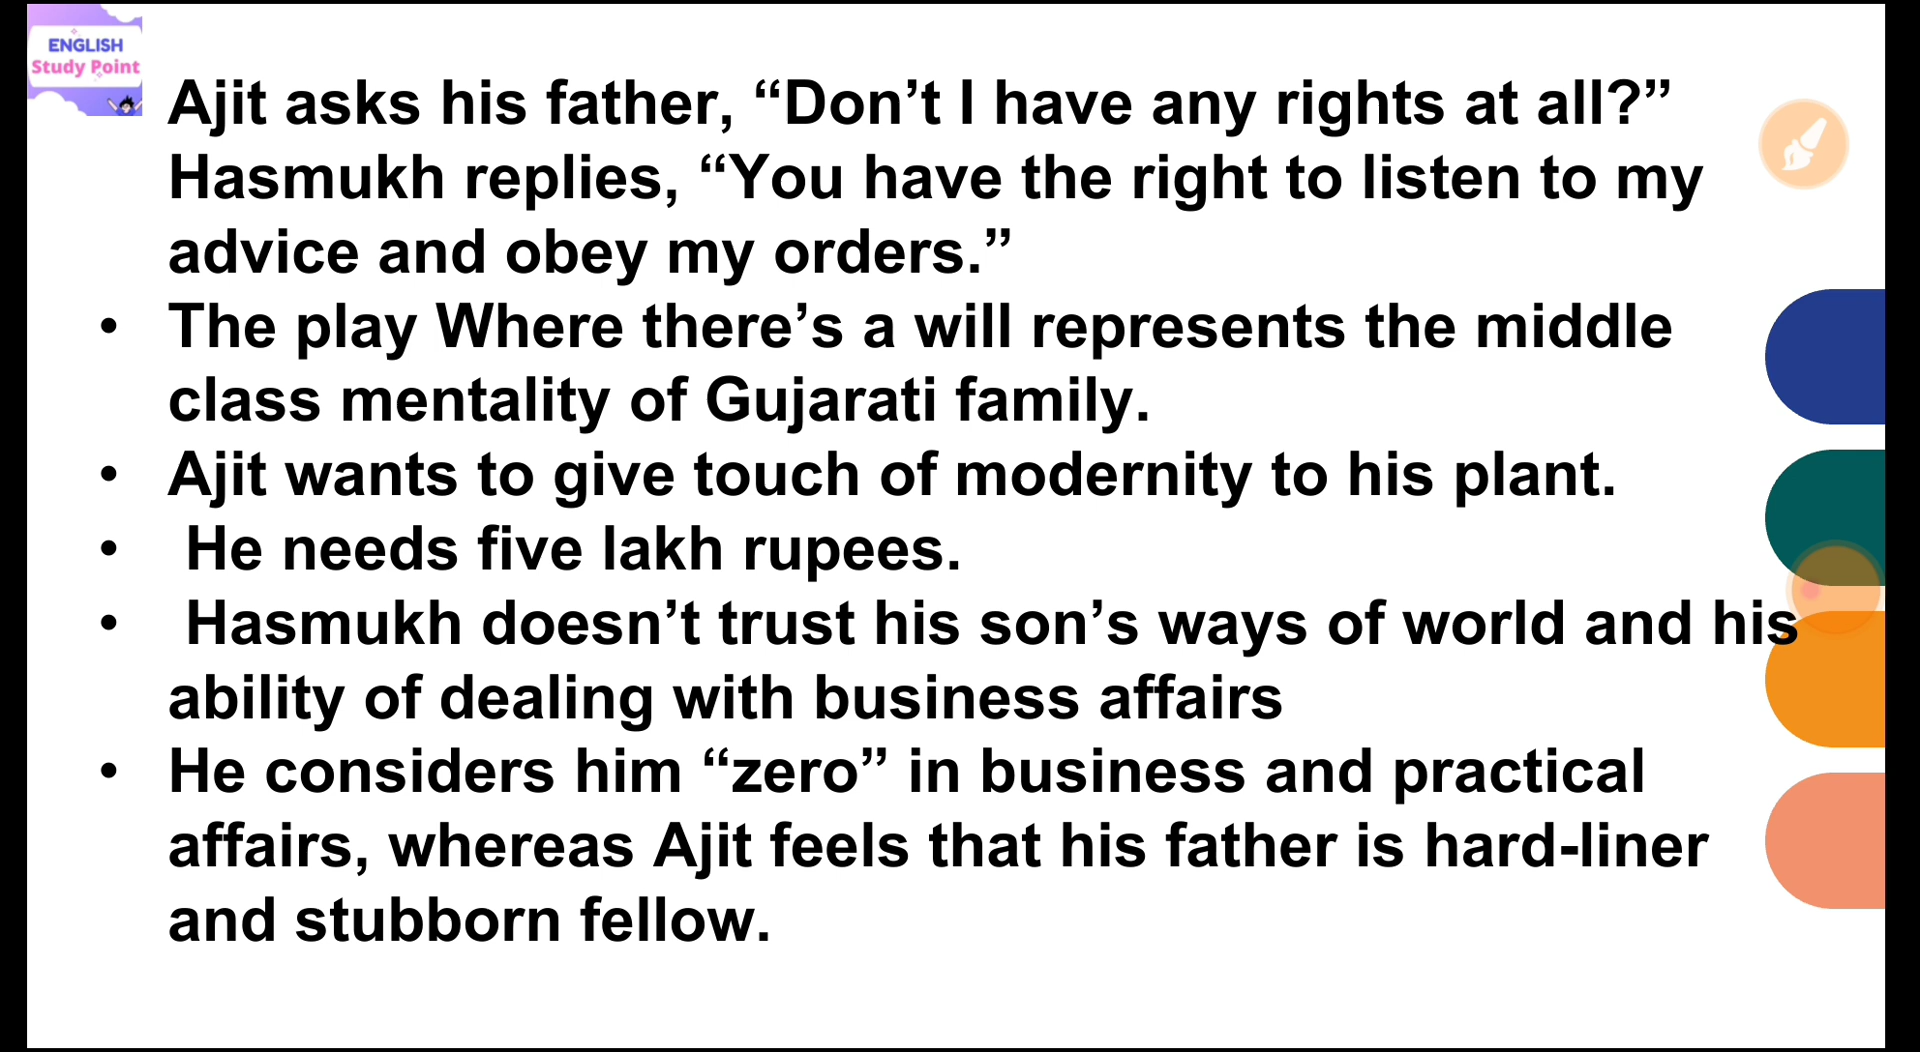 ENGLISH
Study Point
Ajit asks his father, “Don’t I have any rights at all?”
Hasmukh replies, “You have the right to listen to my
advice and obey my orders.”
• The play Where there’s a will represents the middle
class mentality of Gujarati family.
• Ajit wants to give touch of modernity to his plant.
• He needs five lakh rupees.
• Hasmukh doesn’t trust his son’s ways of world and his
ability of dealing with business affairs
• He considers him “zero” in business and practical
affairs, whereas Ajit feels that his father is hard-liner
and stubborn fellow.